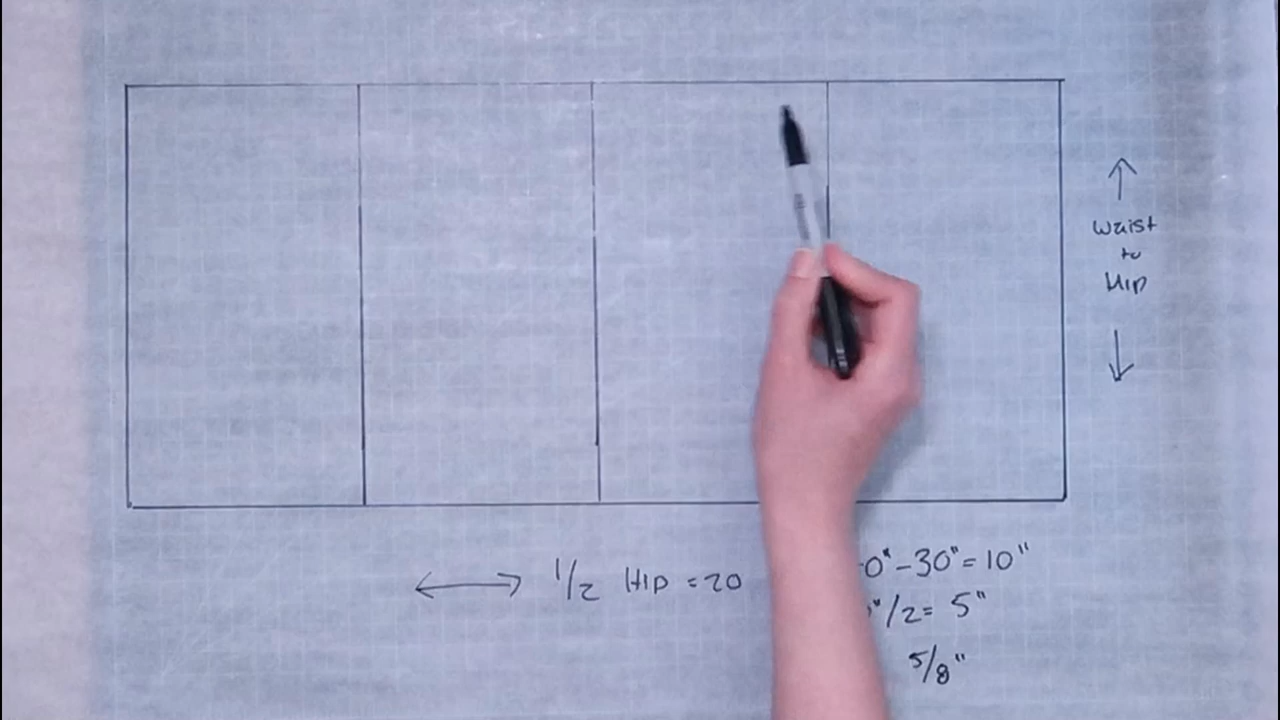 ↑
waist
to
Hip
↓
←→ 1/2 Hip = 20
0" - 30" = 10"
"/2 = 5"
5/8"